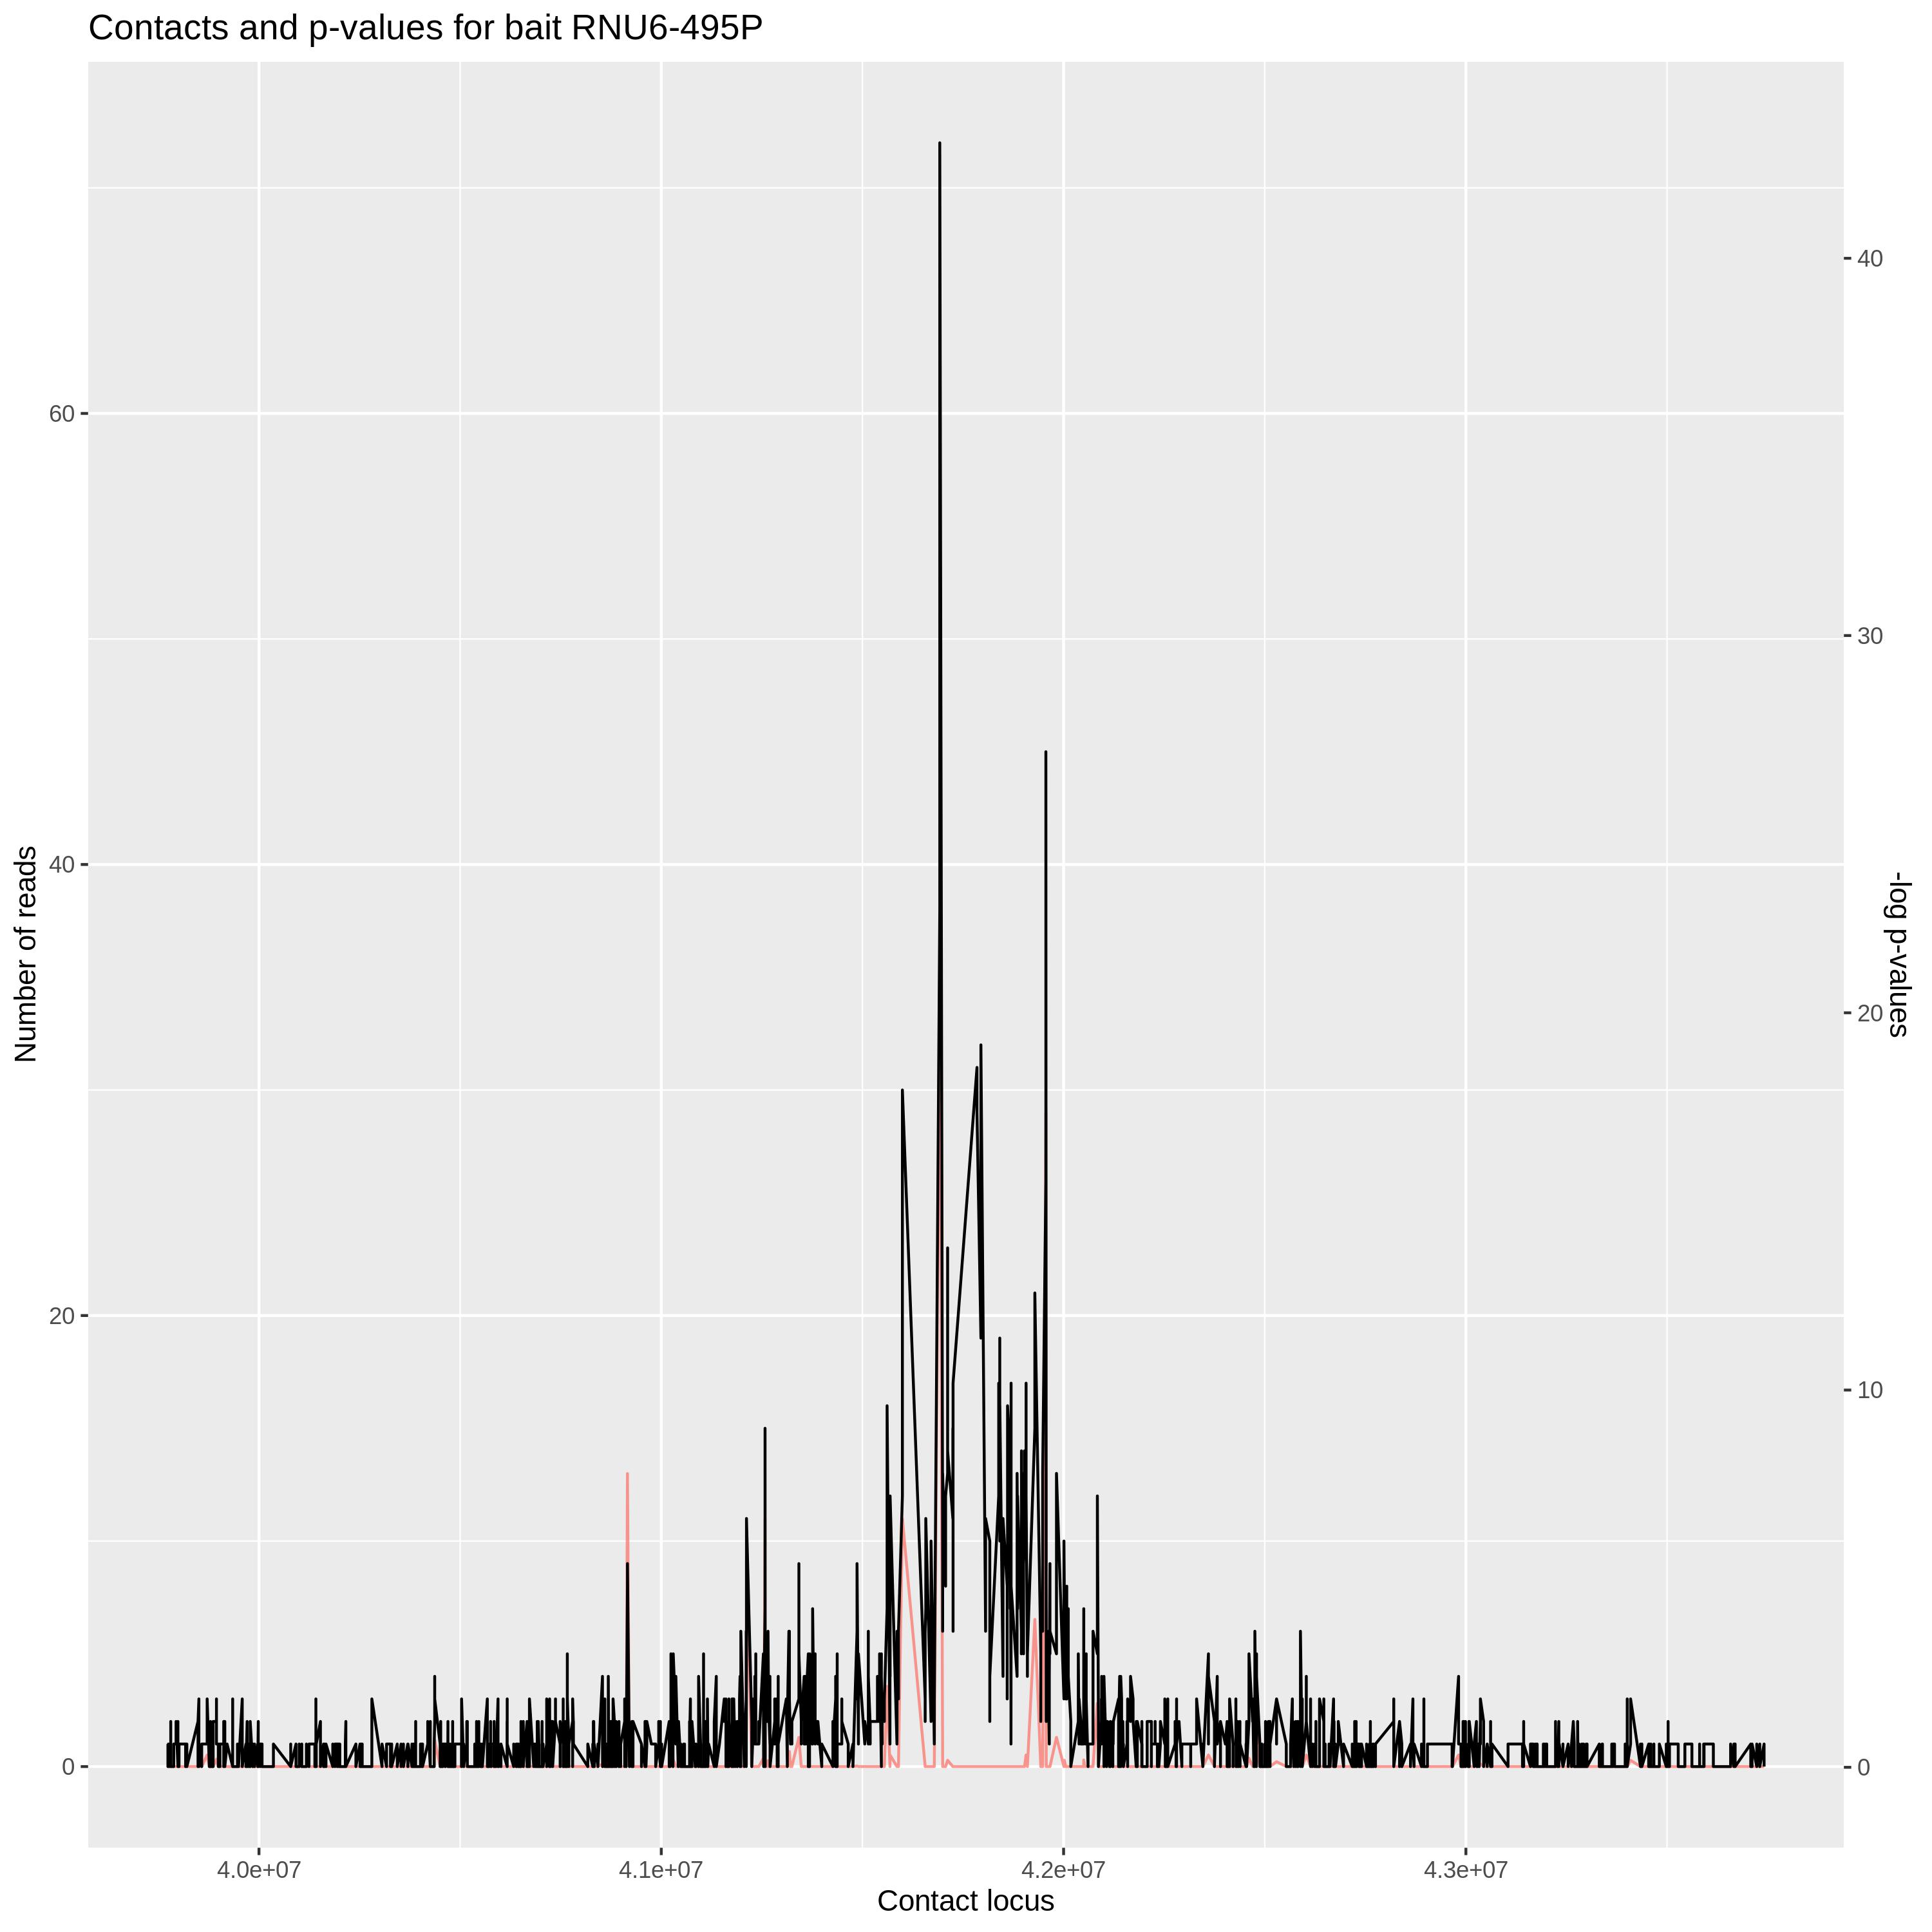 Contacts and p-values for bait RNU6-495P
Number of reads
60
40
20
0
40
30
20
10
0
-log p-values
4.0e+07
4.1e+07
4.2e+07
4.3e+07
Contact locus